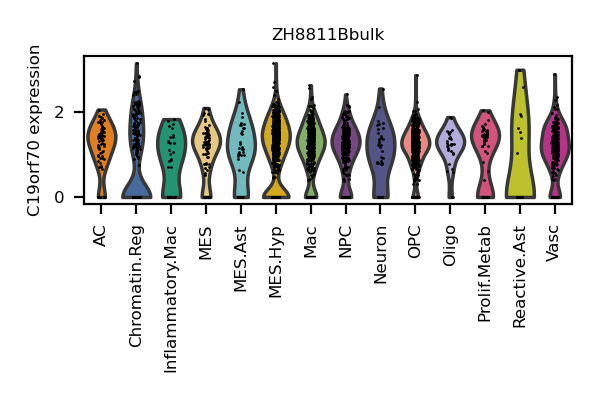 ZH8811Bbulk
C19orf70 expression
2
0
AC
Chromatin.Reg
Inflammatory.Mac
MES
MES.Ast
MES.Hyp
Mac
NPC
Neuron
OPC
Oligo
Prolif.Metab
Reactive.Ast
Vasc